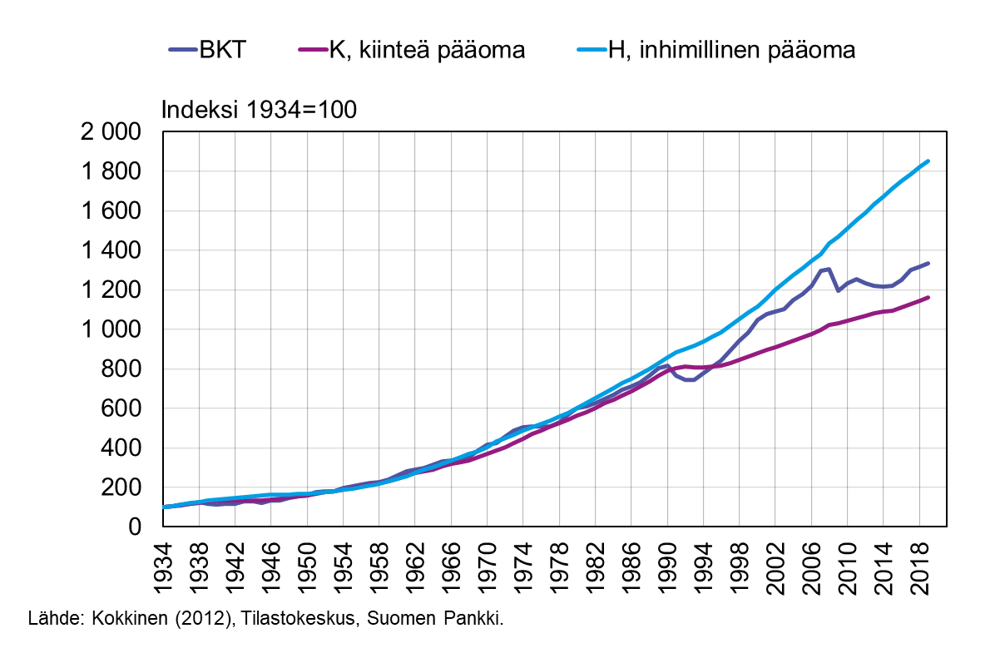 BKT K, kiinteä pääoma H, inhimillinen pääoma
Indeksi 1934=100
2 000
1 800
1 600
1 400
1 200
1 000
800
600
400
200
0
1934 1938 1942 1946 1950 1954 1958 1962 1966 1970 1974 1978 1982 1986 1990 1994 1998 2002 2006 2010 2014 2018
Lähde: Kokkinen (2012), Tilastokeskus, Suomen Pankki.